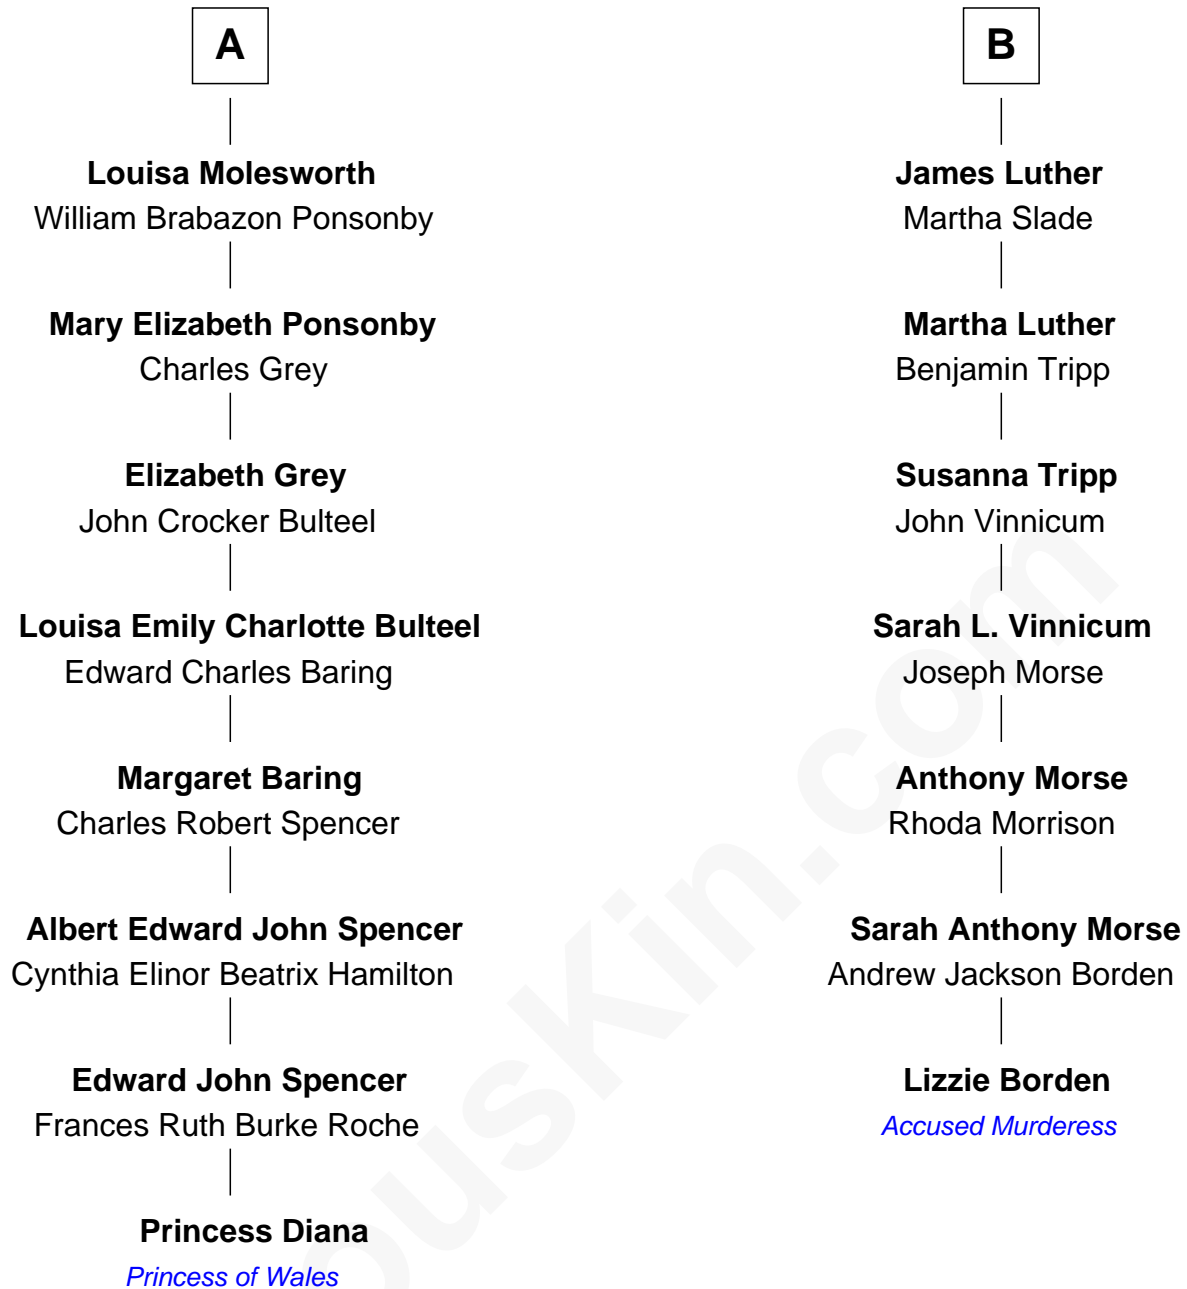 A
Louisa Molesworth
William Brabazon Ponsonby
Mary Elizabeth Ponsonby
Charles Grey
Elizabeth Grey
John Crocker Bulteel
Louisa Emily Charlotte Bulteel
Edward Charles Baring
Margaret Baring
Charles Robert Spencer
Albert Edward John Spencer
Cynthia Elinor Beatrix Hamilton
Edward John Spencer
Frances Ruth Burke Roche
Princess Diana
Princess of Wales
B
James Luther
Martha Slade
Martha Luther
Benjamin Tripp
Susanna Tripp
John Vinnicum
Sarah L. Vinnicum
Joseph Morse
Anthony Morse
Rhoda Morrison
Sarah Anthony Morse
Andrew Jackson Borden
Lizzie Borden
Accused Murderess
ousKin.com